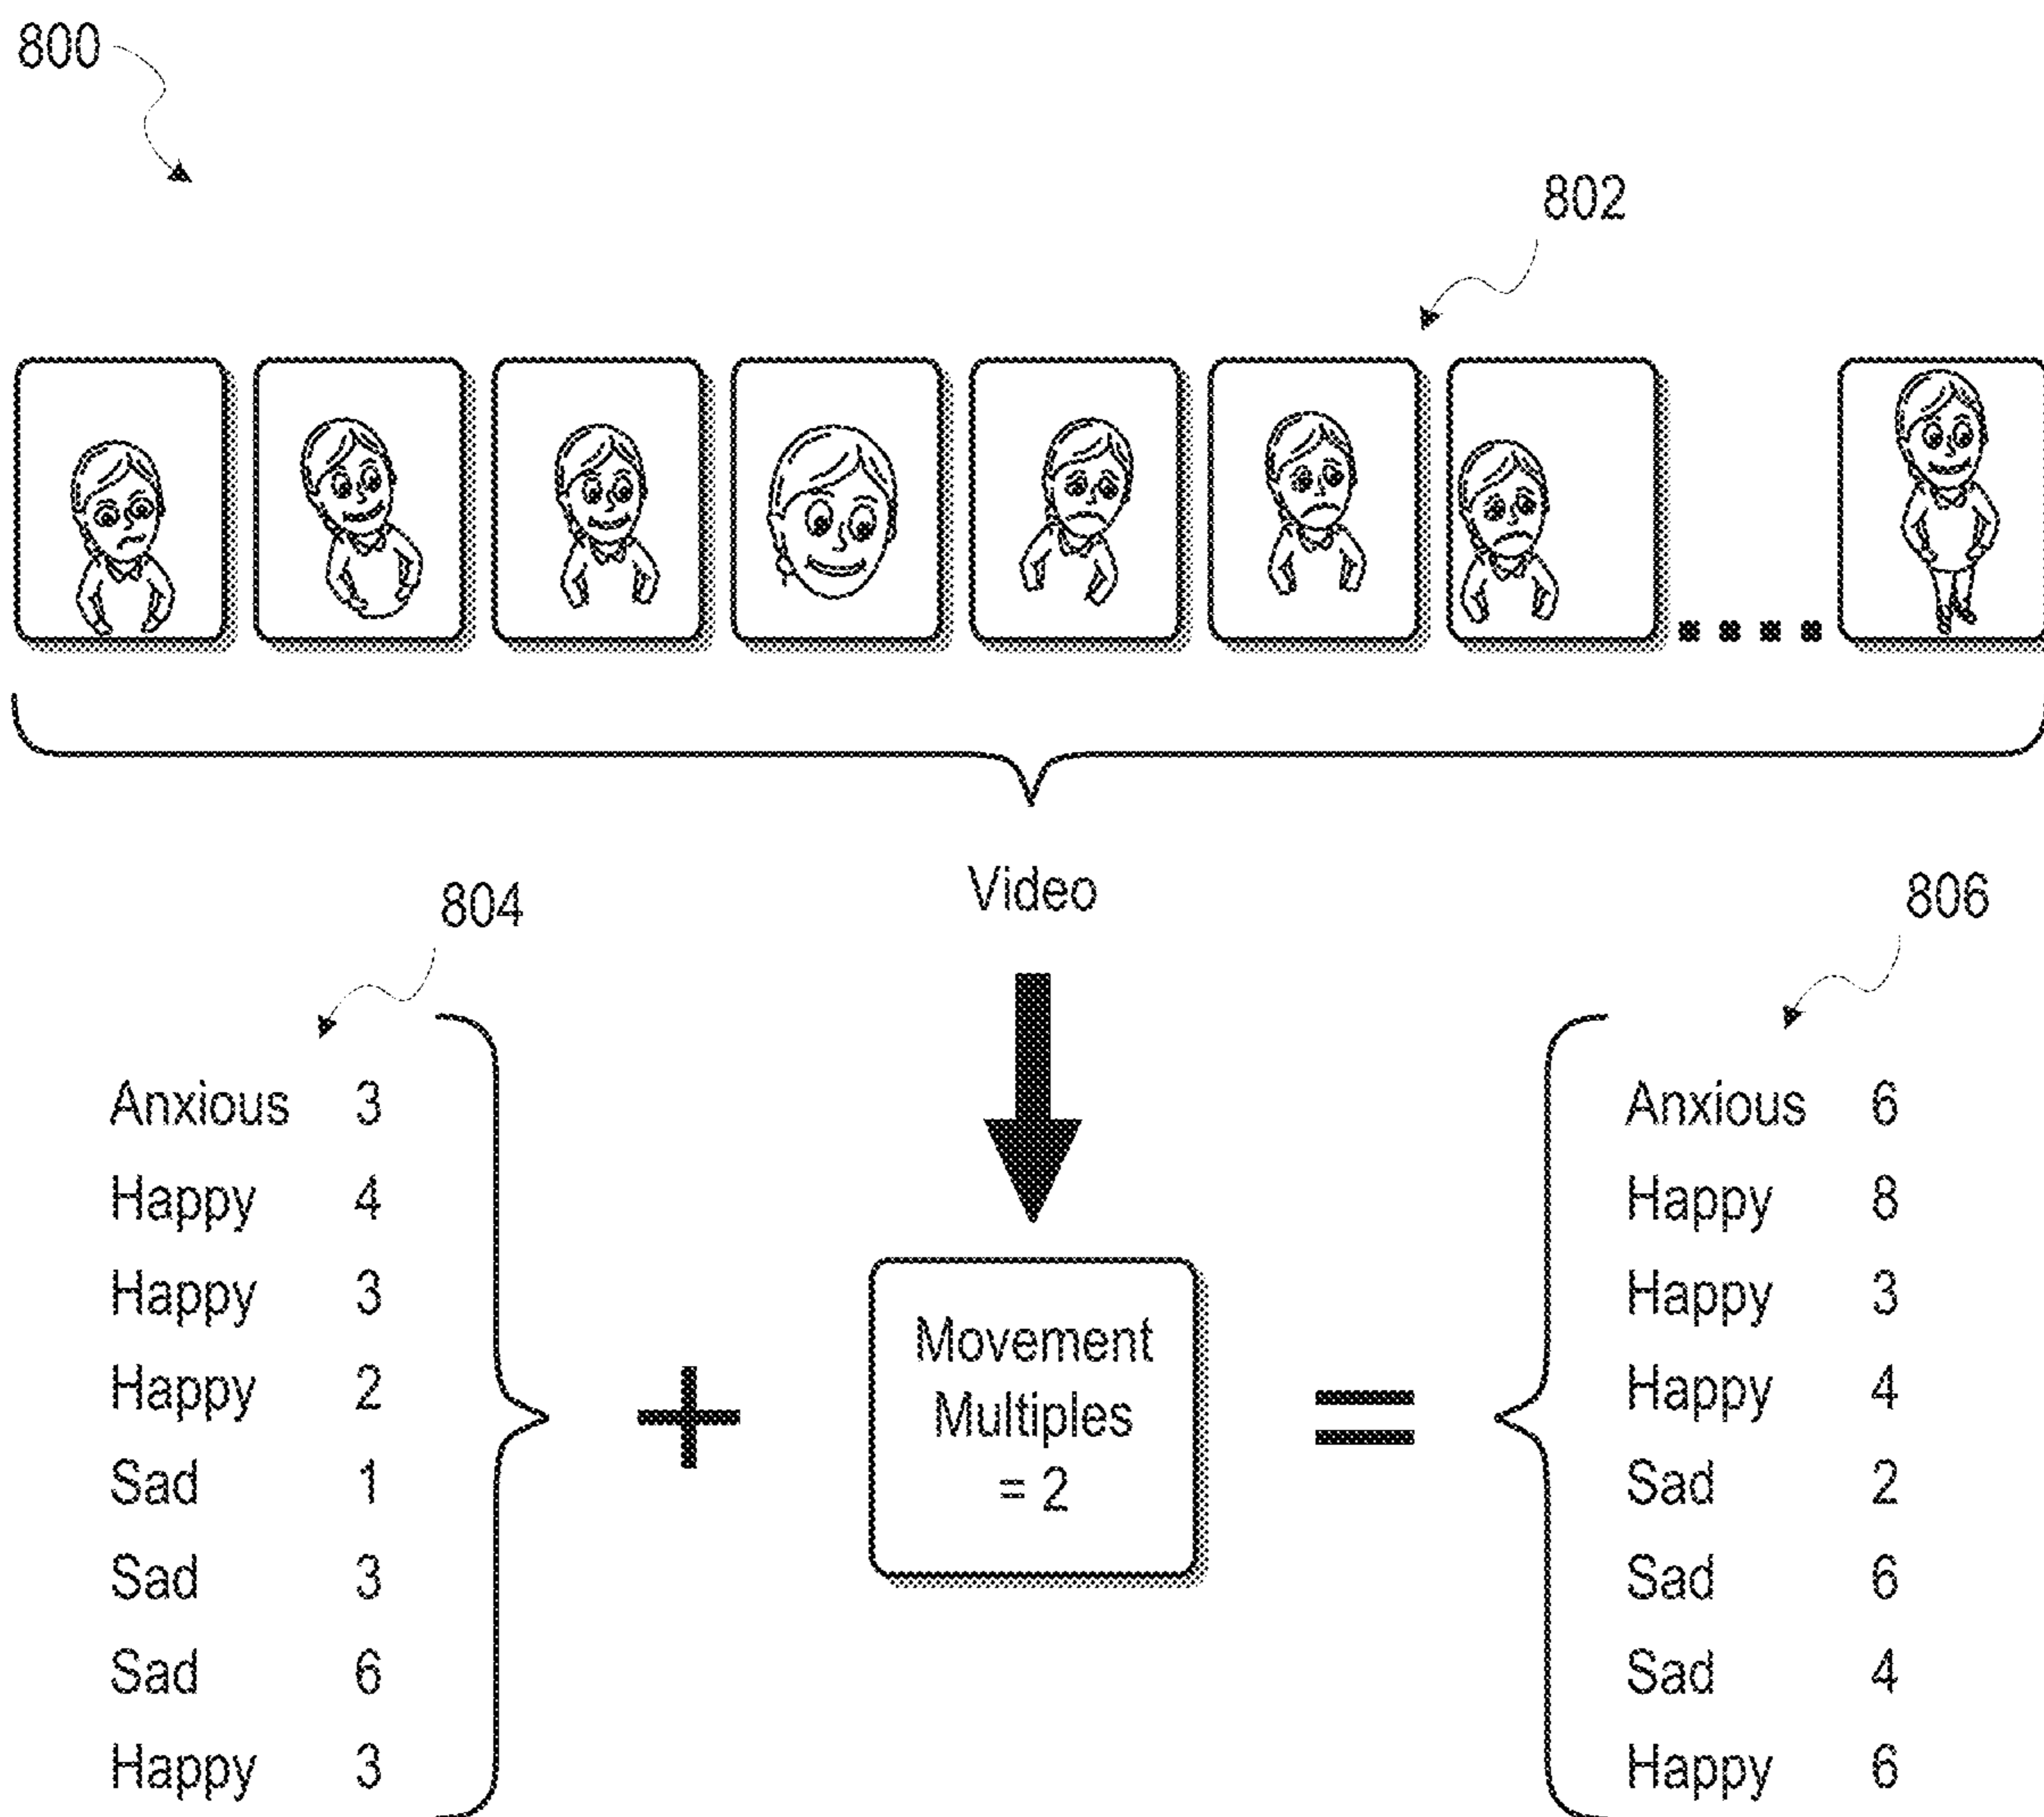 800
802
Video
804
806
Anxious 3
Happy 4
Happy 3
Happy 2
Sad 1
Sad 3
Sad 6
Happy 3
+
Movement
Multiples
= 2
=
Anxious 6
Happy 8
Happy 3
Happy 4
Sad 2
Sad 6
Sad 4
Happy 6